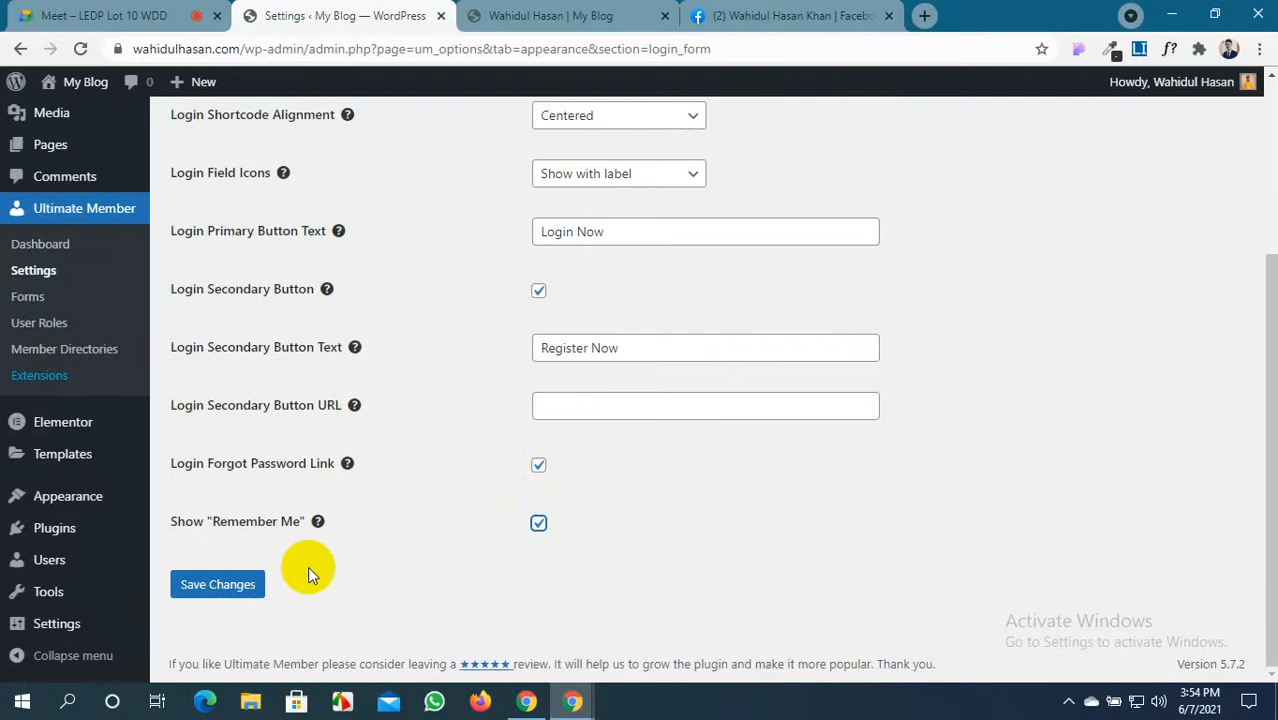 Meet – LEDP Lot 10 WDD
Settings ‹ My Blog — WordPress
Wahidul Hasan | My Blog
(2) Wahidul Hasan Khan | Facebo
wahidulhasan.com/wp-admin/admin.php?page=um_options&tab=appearance&section=login_form
My Blog
0
New
Howdy, Wahidul Hasan
Media
Pages
Comments
Ultimate Member
Dashboard
Settings
Forms
User Roles
Member Directories
Extensions
Elementor
Templates
Appearance
Plugins
Users
Tools
Settings
Collapse menu
Login Shortcode Alignment
Centered
Login Field Icons
Show with label
Login Primary Button Text
Login Now
Login Secondary Button
Login Secondary Button Text
Register Now
Login Secondary Button URL
Login Forgot Password Link
Show "Remember Me"
Save Changes
Activate Windows
Go to Settings to activate Windows.
If you like Ultimate Member please consider leaving a ★★★★★ review. It will help us to grow the plugin and make it more popular. Thank you.
Version 5.7.2
3:54 PM
6/7/2021